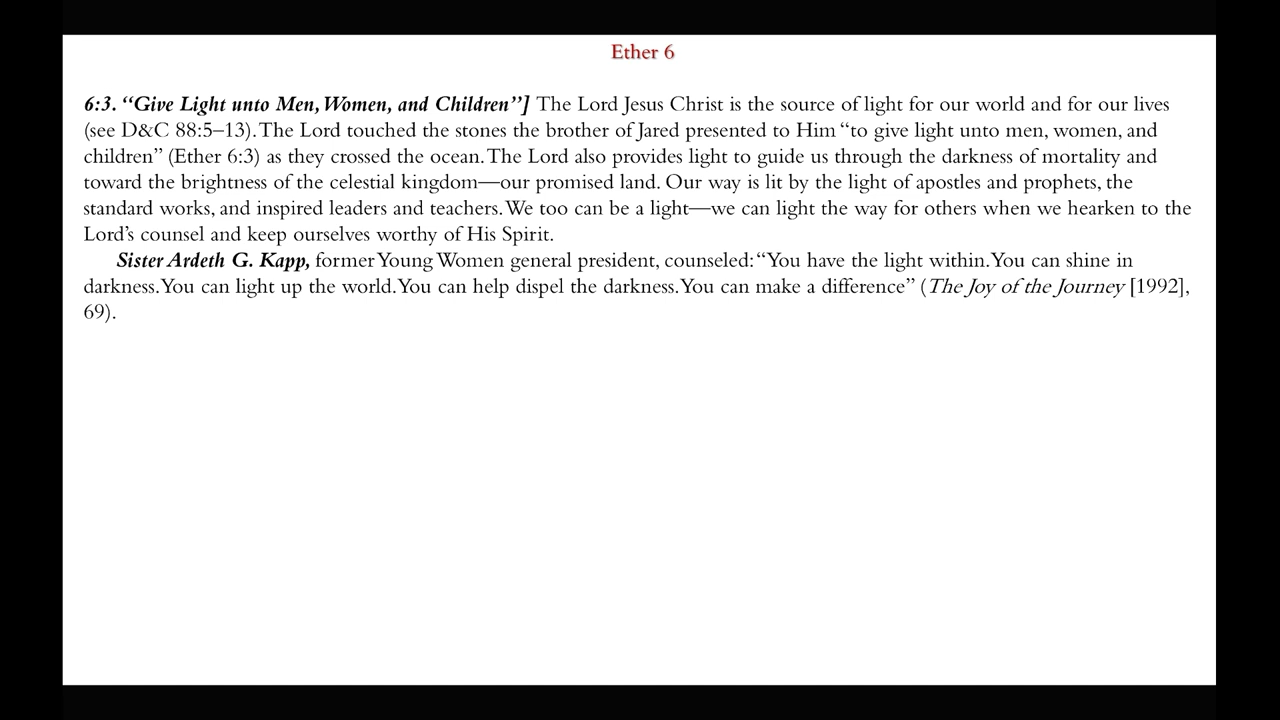 Ether 6
6:3. “Give Light unto Men, Women, and Children”] The Lord Jesus Christ is the source of light for our world and for our lives
(see D&C 88:5–13). The Lord touched the stones the brother of Jared presented to Him “to give light unto men, women, and
children” (Ether 6:3) as they crossed the ocean. The Lord also provides light to guide us through the darkness of mortality and
toward the brightness of the celestial kingdom—our promised land. Our way is lit by the light of apostles and prophets, the
standard works, and inspired leaders and teachers. We too can be a light—we can light the way for others when we hearken to the
Lord’s counsel and keep ourselves worthy of His Spirit.
Sister Ardeth G. Kapp, former Young Women general president, counseled: “You have the light within. You can shine in
darkness. You can light up the world. You can help dispel the darkness. You can make a difference” (The Joy of the Journey [1992],
69).